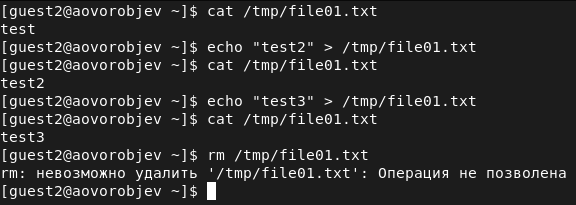 [guest2@aovorobjev ~]$ cat /tmp/file01.txt
test
[guest2@aovorobjev ~]$ echo "test2" > /tmp/file01.txt
[guest2@aovorobjev ~]$ cat /tmp/file01.txt
test2
[guest2@aovorobjev ~]$ echo "test3" > /tmp/file01.txt
[guest2@aovorobjev ~]$ cat /tmp/file01.txt
test3
[guest2@aovorobjev ~]$ rm /tmp/file01.txt
rm: невозможно удалить '/tmp/file01.txt': Операция не позволена
[guest2@aovorobjev ~]$